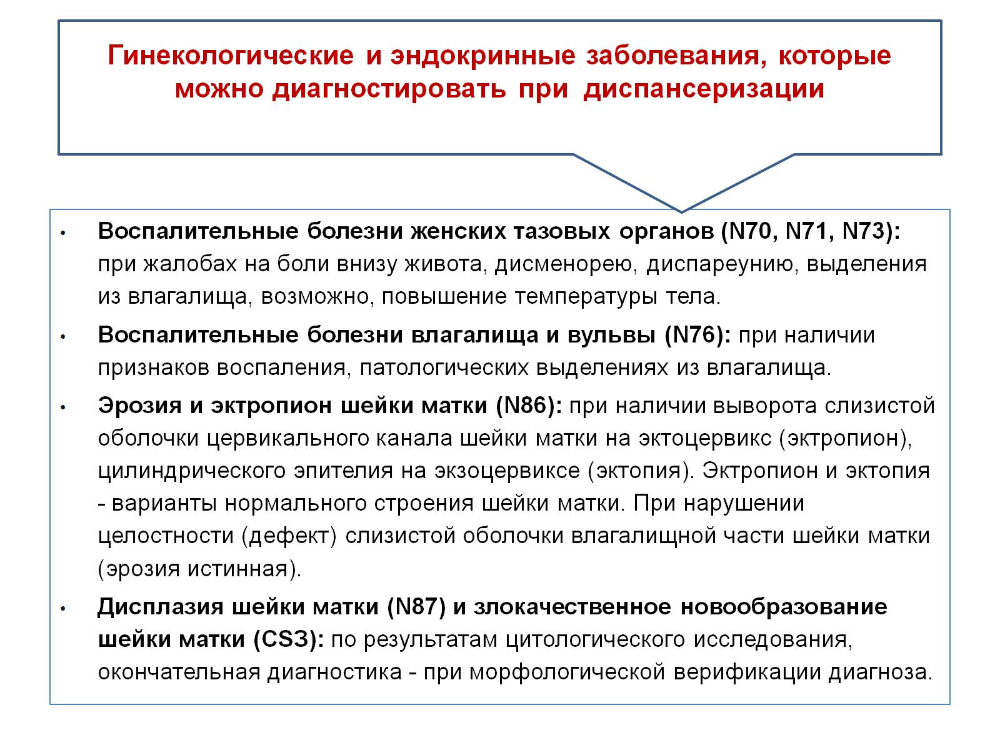 Гинекологические и эндокринные заболевания, которые
можно диагностировать при диспансеризации
• Воспалительные болезни женских тазовых органов (N70, N71, N73):
при жалобах на боли внизу живота, дисменорею, диспареунию, выделения
из влагалища, возможно, повышение температуры тела.
• Воспалительные болезни влагалища и вульвы (N76): при наличии
признаков воспаления, патологических выделениях из влагалища.
• Эрозия и эктропион шейки матки (N86): при наличии выворота слизистой
оболочки цервикального канала шейки матки на эктоцервикс (эктропион),
цилиндрического эпителия на экзоцервиксе (эктопия). Эктропион и эктопия
- варианты нормального строения шейки матки. При нарушении
целостности (дефект) слизистой оболочки влагалищной части шейки матки
(эрозия истинная).
• Дисплазия шейки матки (N87) и злокачественное новообразование
шейки матки (CSЗ): по результатам цитологического исследования,
окончательная диагностика - при морфологической верификации диагноза.